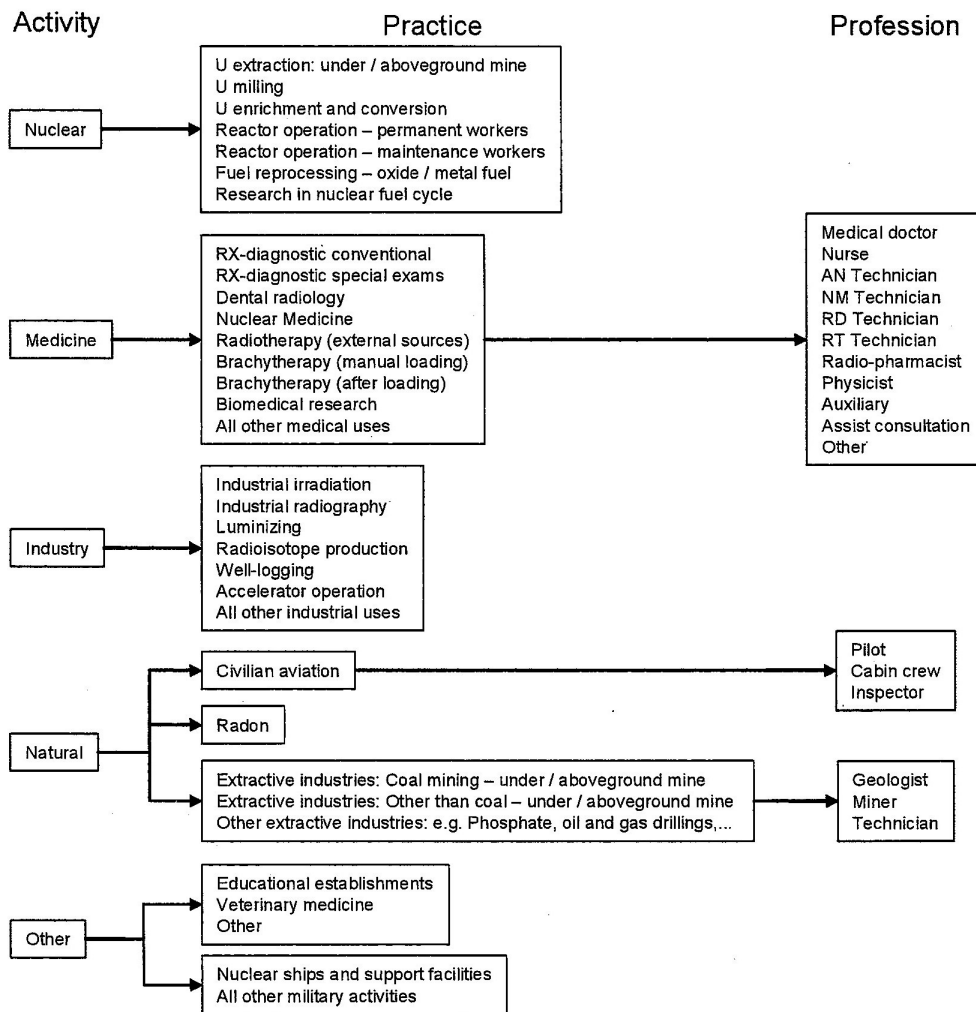 Activity
Practice
Profession
Nuclear
U extraction: under / aboveground mine
U milling
U enrichment and conversion
Reactor operation – permanent workers
Reactor operation – maintenance workers
Fuel reprocessing – oxide / metal fuel
Research in nuclear fuel cycle
Medicine
RX-diagnostic conventional
RX-diagnostic special exams
Dental radiology
Nuclear Medicine
Radiotherapy (external sources)
Brachytherapy (manual loading)
Brachytherapy (after loading)
Biomedical research
All other medical uses
Medical doctor
Nurse
AN Technician
NM Technician
RD Technician
RT Technician
Radio-pharmacist
Physicist
Auxiliary
Assist consultation
Other
Industry
Industrial irradiation
Industrial radiography
Luminizing
Radioisotope production
Well-logging
Accelerator operation
All other industrial uses
Natural
Civilian aviation
Pilot
Cabin crew
Inspector
Radon
Extractive industries: Coal mining – under / aboveground mine
Extractive industries: Other than coal – under / aboveground mine
Other extractive industries: e.g. Phosphate, oil and gas drillings,...
Geologist
Miner
Technician
Other
Educational establishments
Veterinary medicine
Other
Nuclear ships and support facilities
All other military activities